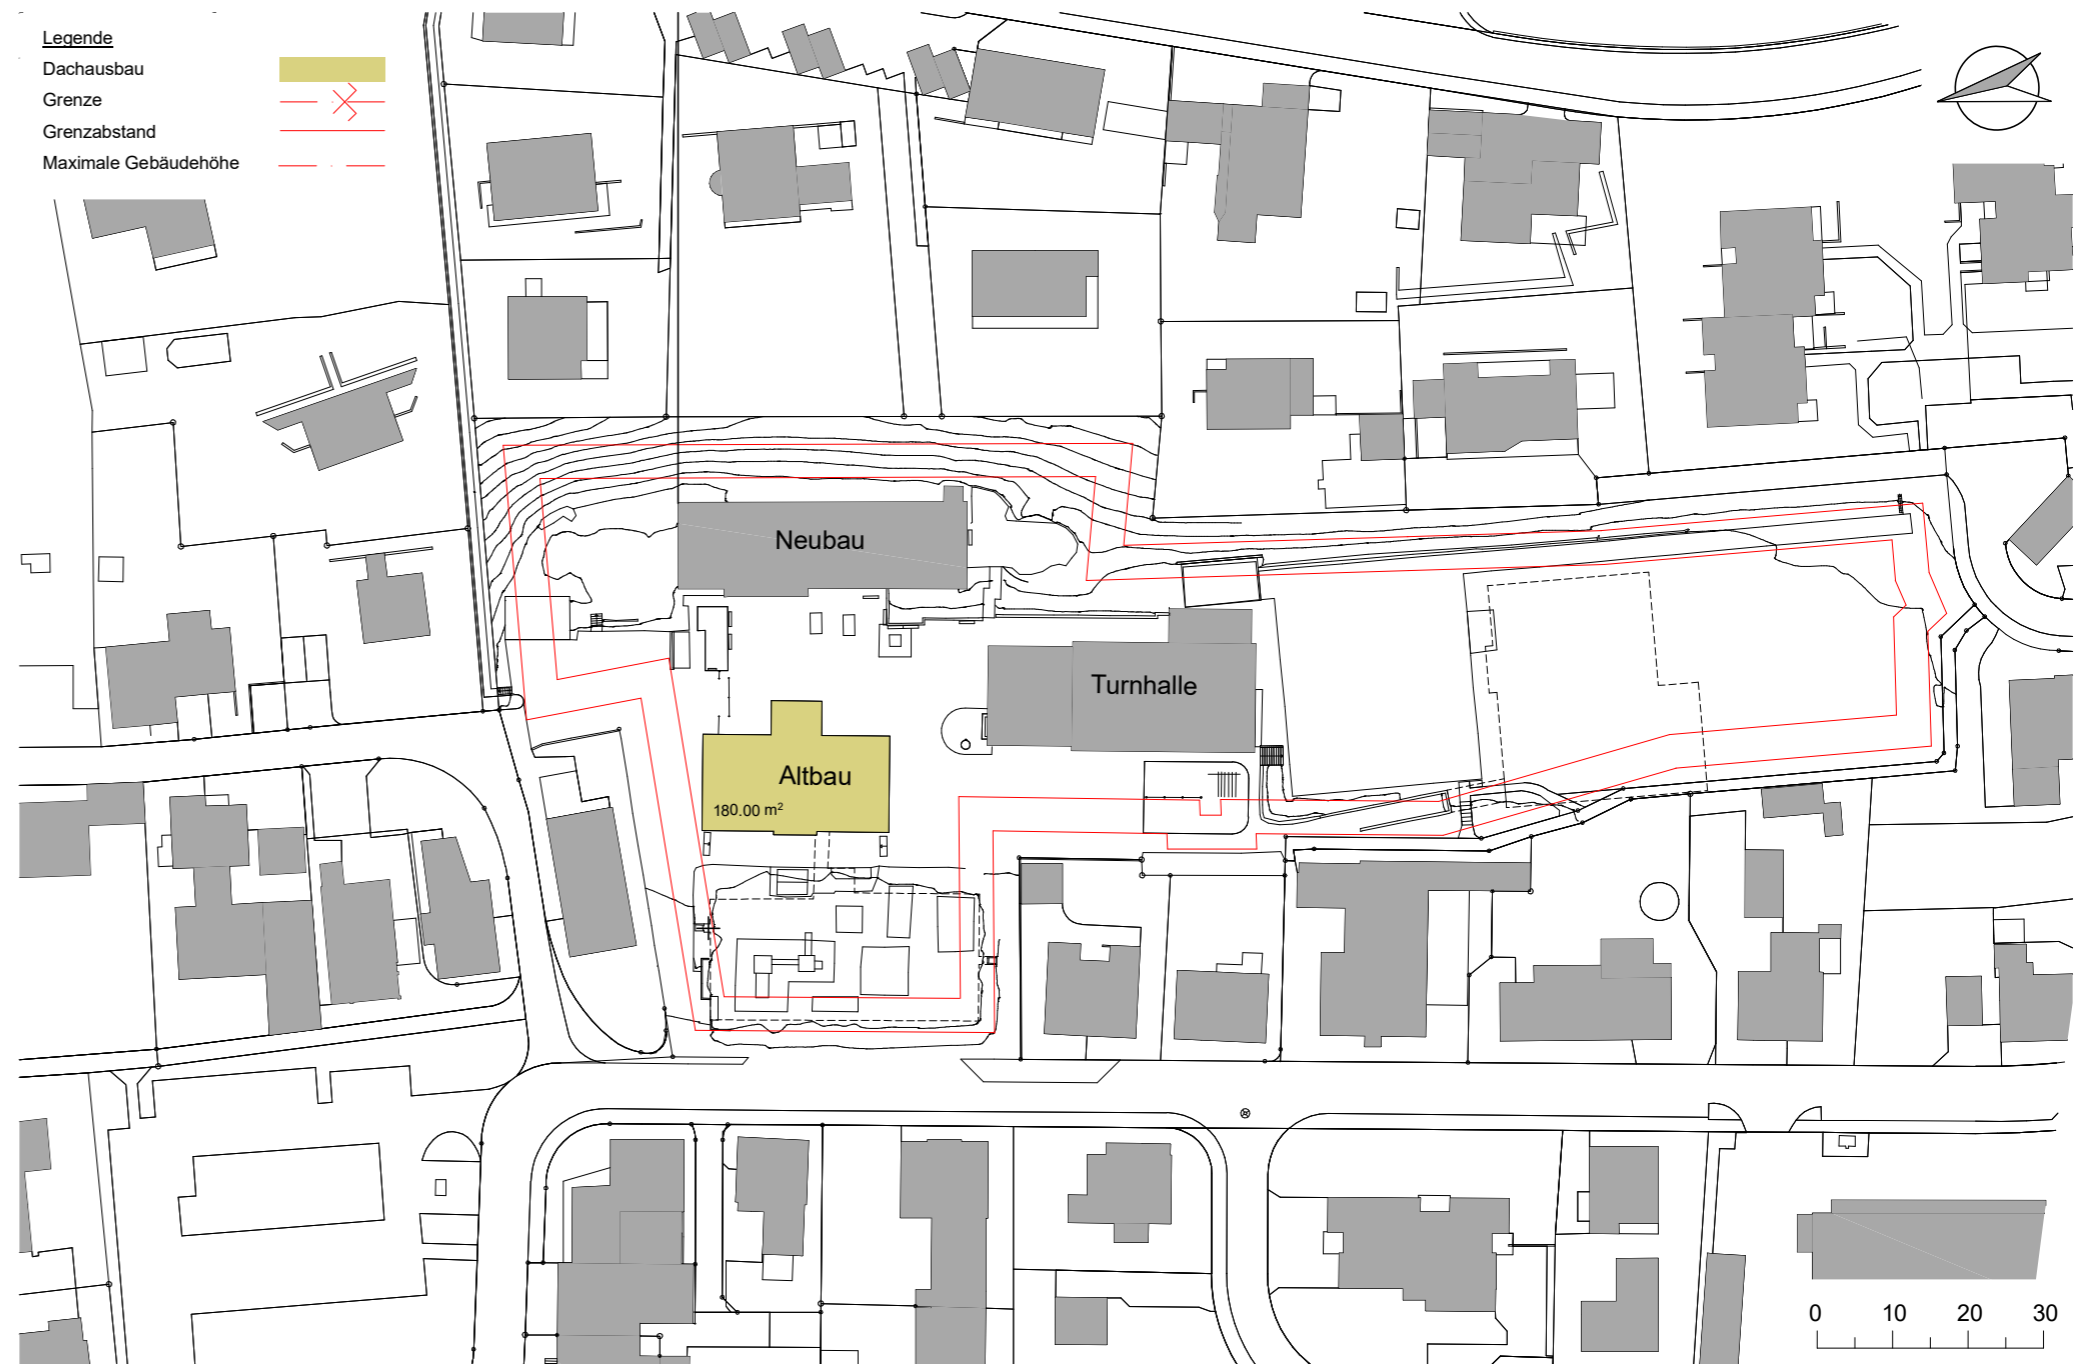 Legende
Dachausbau
Grenze
Grenzabstand
Maximale Gebäudehöhe
Neubau
Turnhalle
Altbau
180.00 m²
0 10 20 30